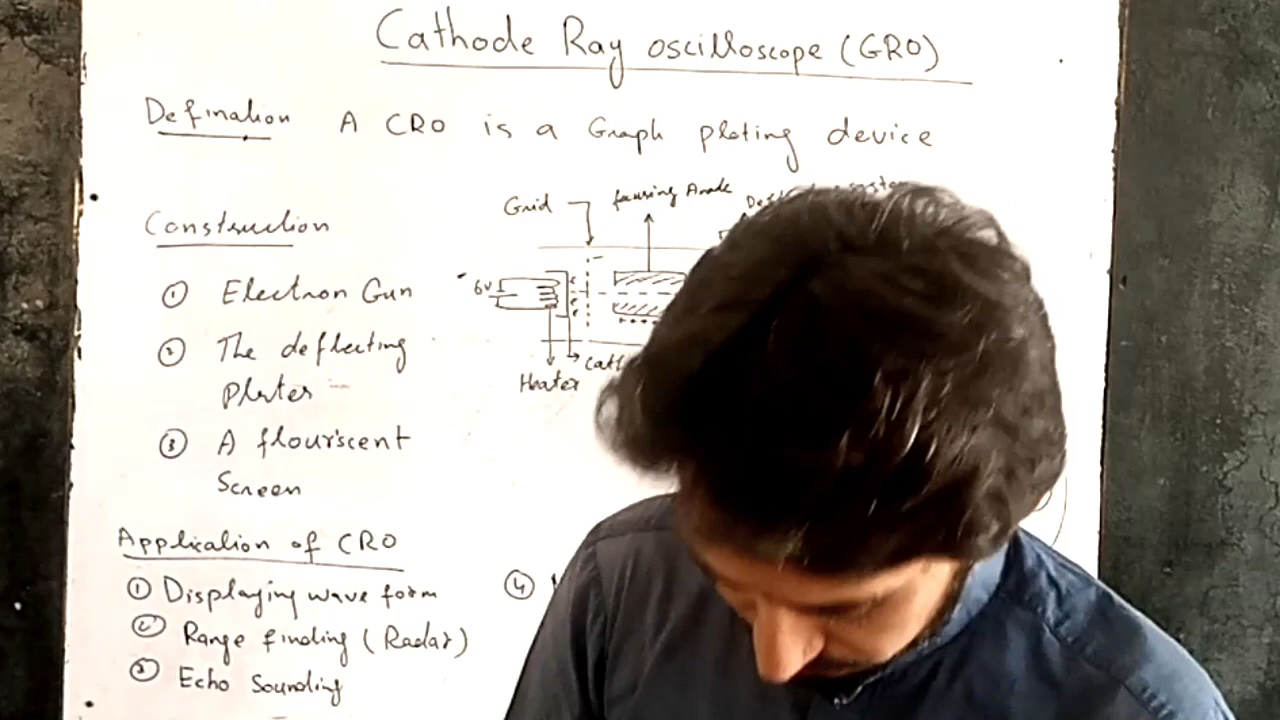 Cathode Ray oscilloscope (CRO)
Defination A CRO is a Graph ploting device
Grid focusing Anode
Construction
① Electron Gun
6v
② The deflecting
plates
Heater
③ A flouriscent
Screen
Application of CRO
① Displaying wave form
② Range finding (Radar)
③ Echo Sounding
④